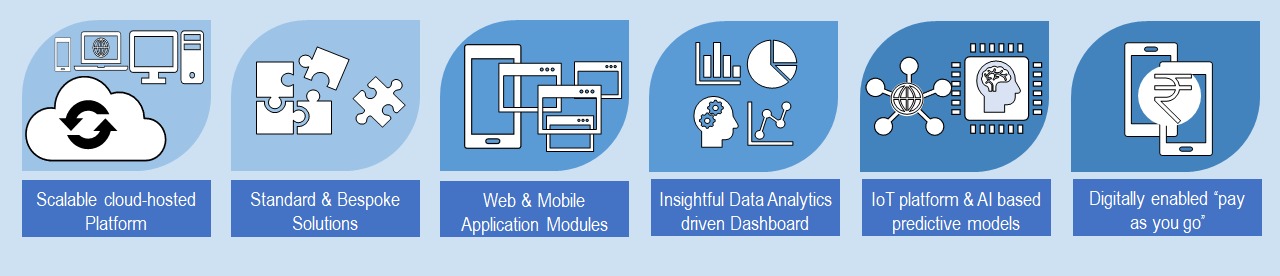 Scalable cloud-hosted
Platform
Standard & Bespoke
Solutions
Web & Mobile
Application Modules
Insightful Data Analytics
driven Dashboard
IoT platform & AI based
predictive models
Digitally enabled “pay
as you go”